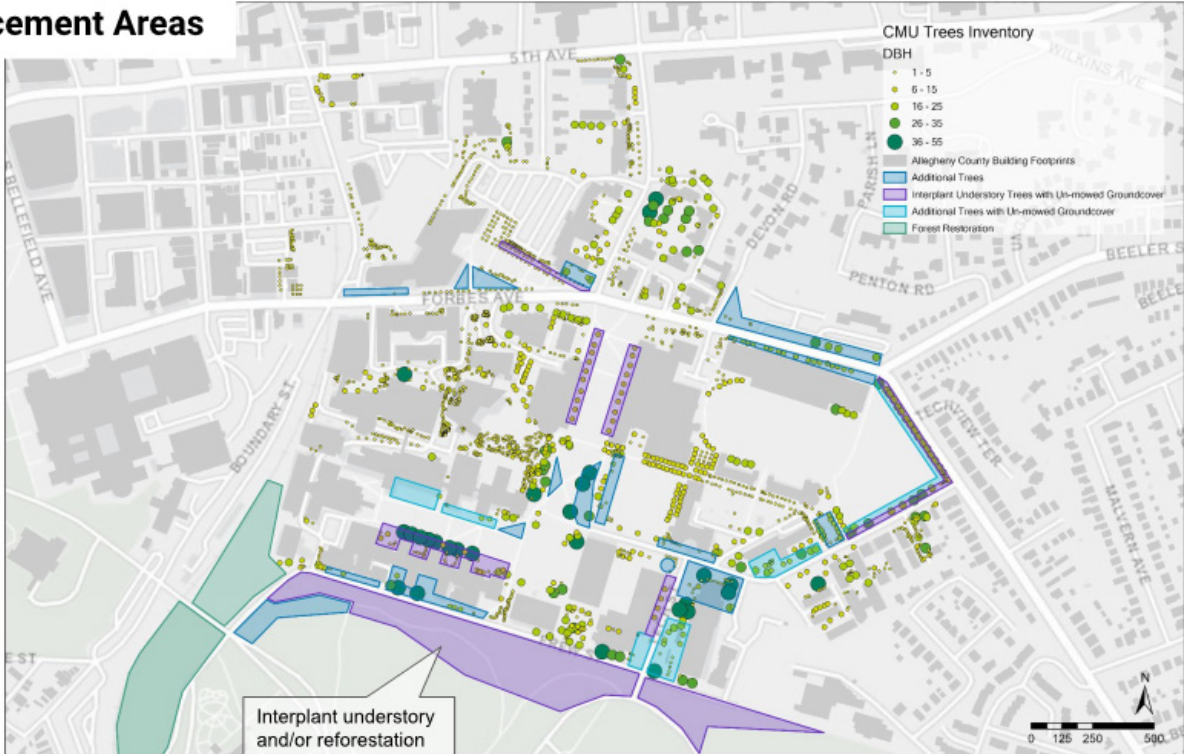 cement Areas
CMU Trees Inventory
DBH
1 - 5
6 - 15
16 - 25
26 - 35
36 - 55
Allegheny County Building Footprints
Additional Trees
Interplant Understory Trees with Un-mowed Groundcover
Additional Trees with Un-mowed Groundcover
Forest Restoration
5TH AVE
WILKINS AVE
S BELLEFIELD AVE
PARISH LN
DEVON RD
BEELER S
PENTON RD
BEELE
FORBES AVE
BOUNDARY ST
TECHVIEW TER
MALVERN AVE
E ST
Interplant understory
and/or reforestation
N
0 125 250 500